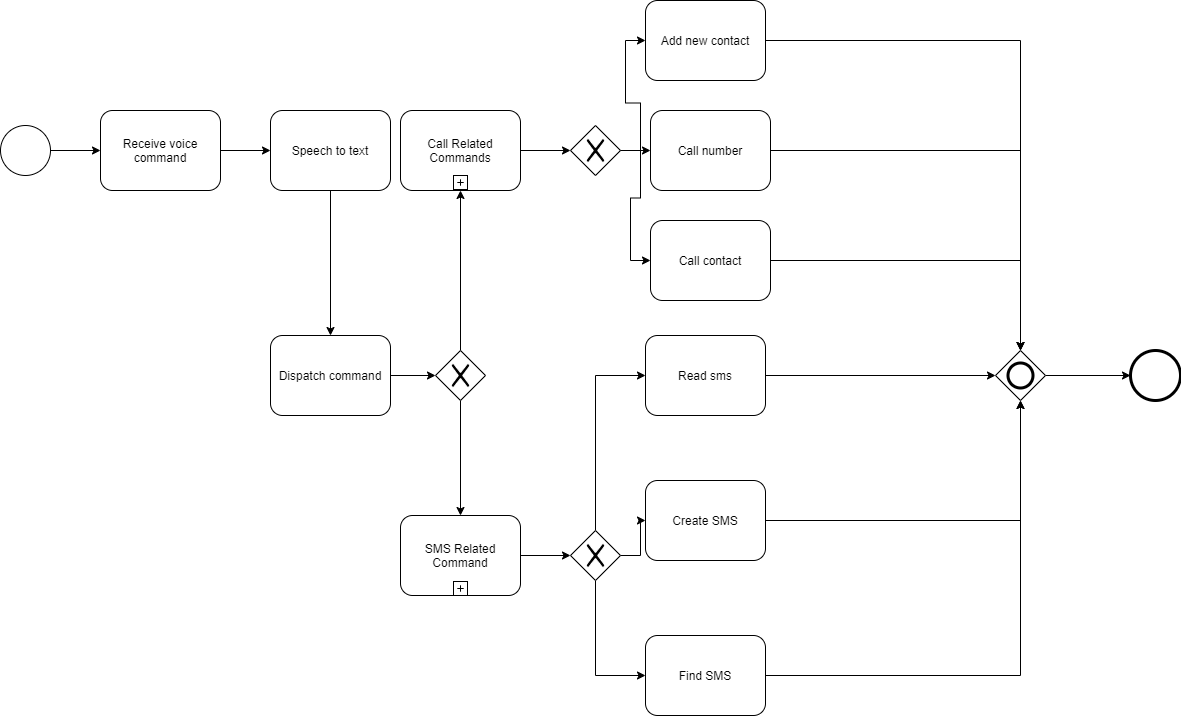 Add new contact
Receive voice
command
Speech to text
Call Related
Commands
Call number
Call contact
Dispatch command
Read sms
SMS Related
Command
Create SMS
Find SMS